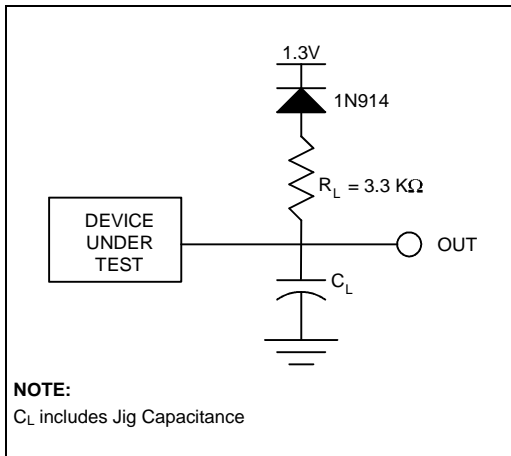 1.3V
1N914
R_L = 3.3 KΩ
DEVICE
UNDER
TEST
OUT
C_L
NOTE:
C_L includes Jig Capacitance